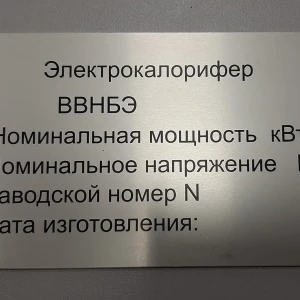 Электрокалорифер
ВВНБЭ
Номинальная мощность кВт
оминальное напряжение
аводской номер N
ата изготовления: